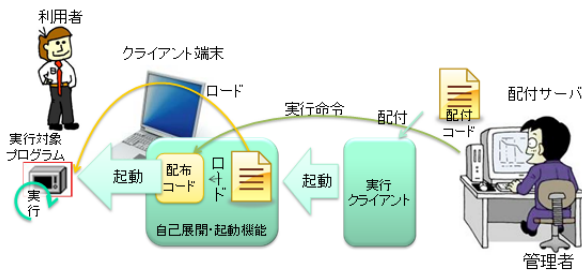 利用者
クライアント端末
ロード
実行命令
配付
配付
コード
配付サーバ
実行対象
プログラム
起動
配布
コード
ロード
起動
実行
クライアント
実行
自己展開・起動機能
管理者